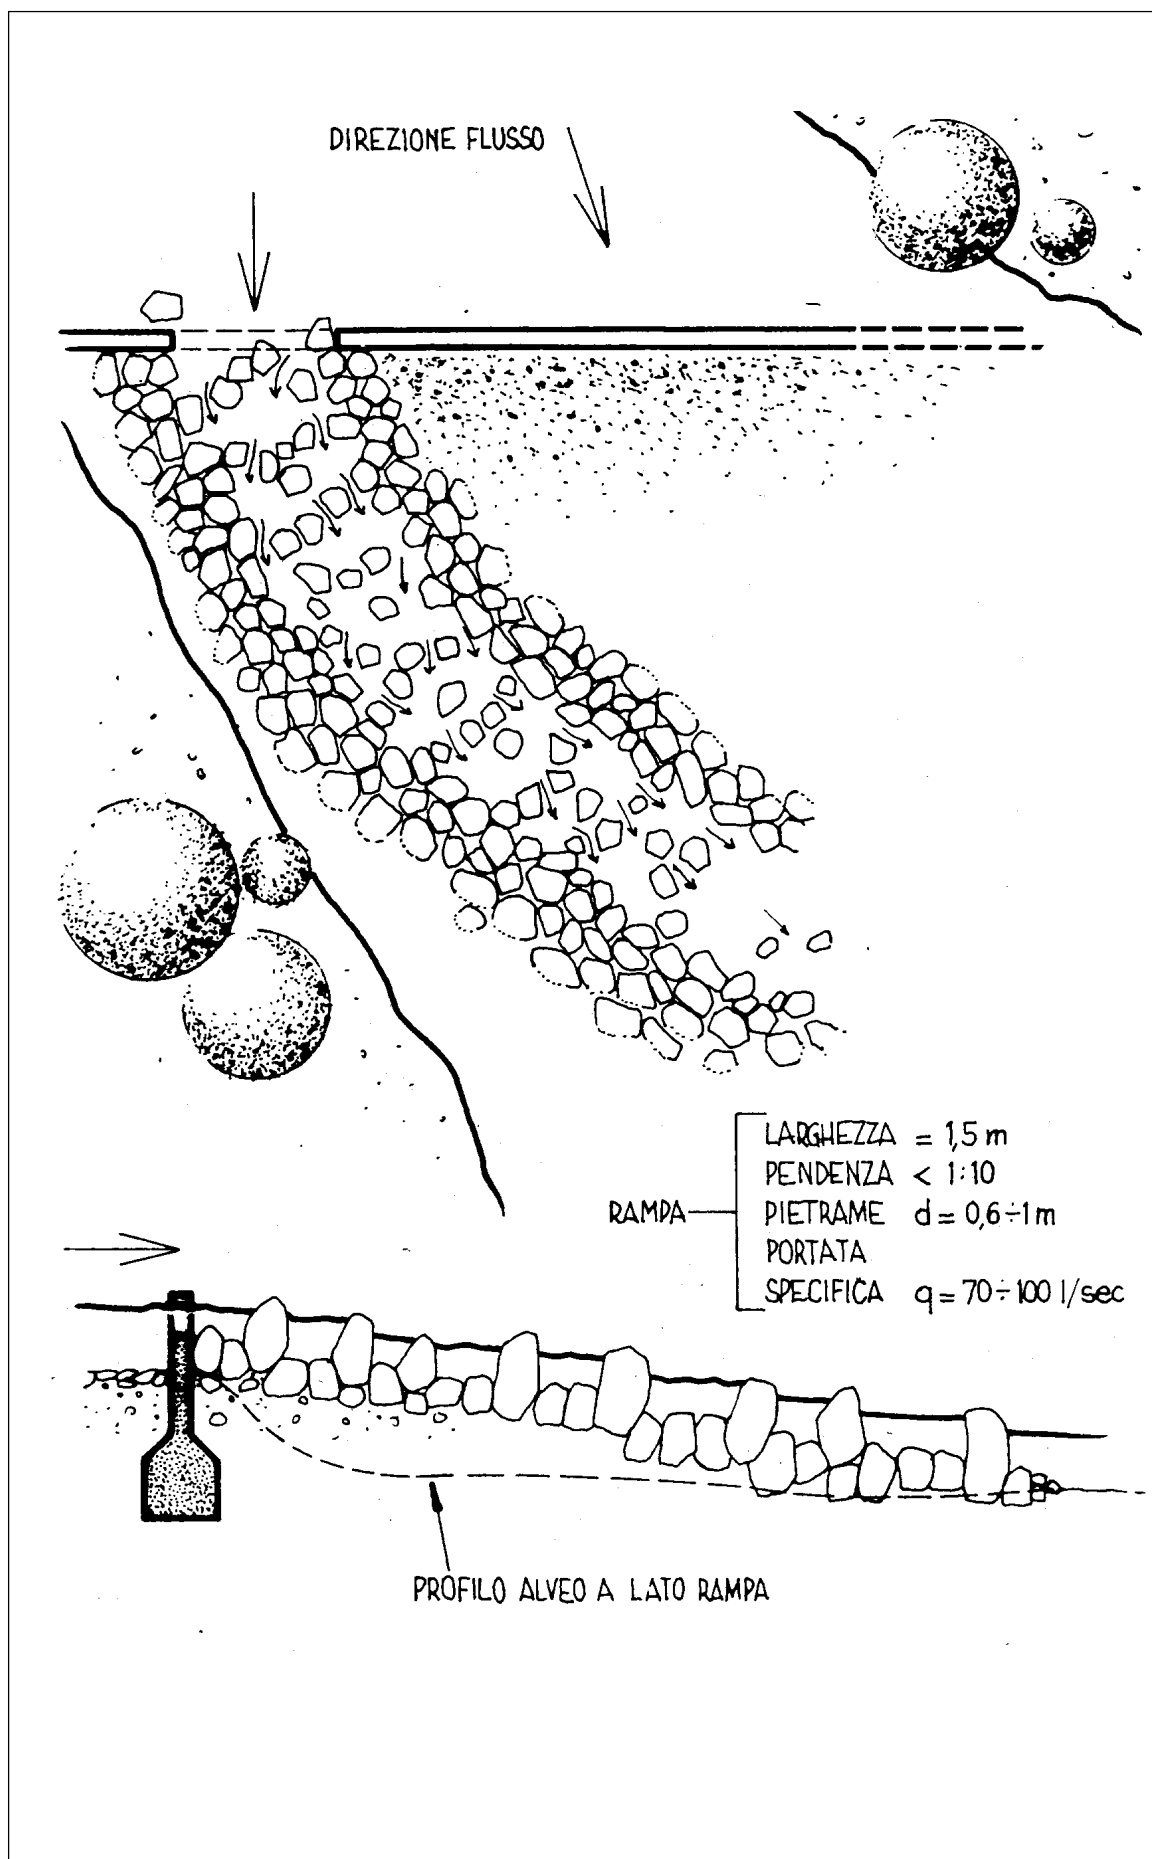 DIREZIONE FLUSSO
RAMPA
LARGHEZZA = 1,5 m
PENDENZA < 1:10
PIETRAME d = 0,6÷1m
PORTATA
SPECIFICA q = 70÷100 l/sec
PROFILO ALVEO A LATO RAMPA